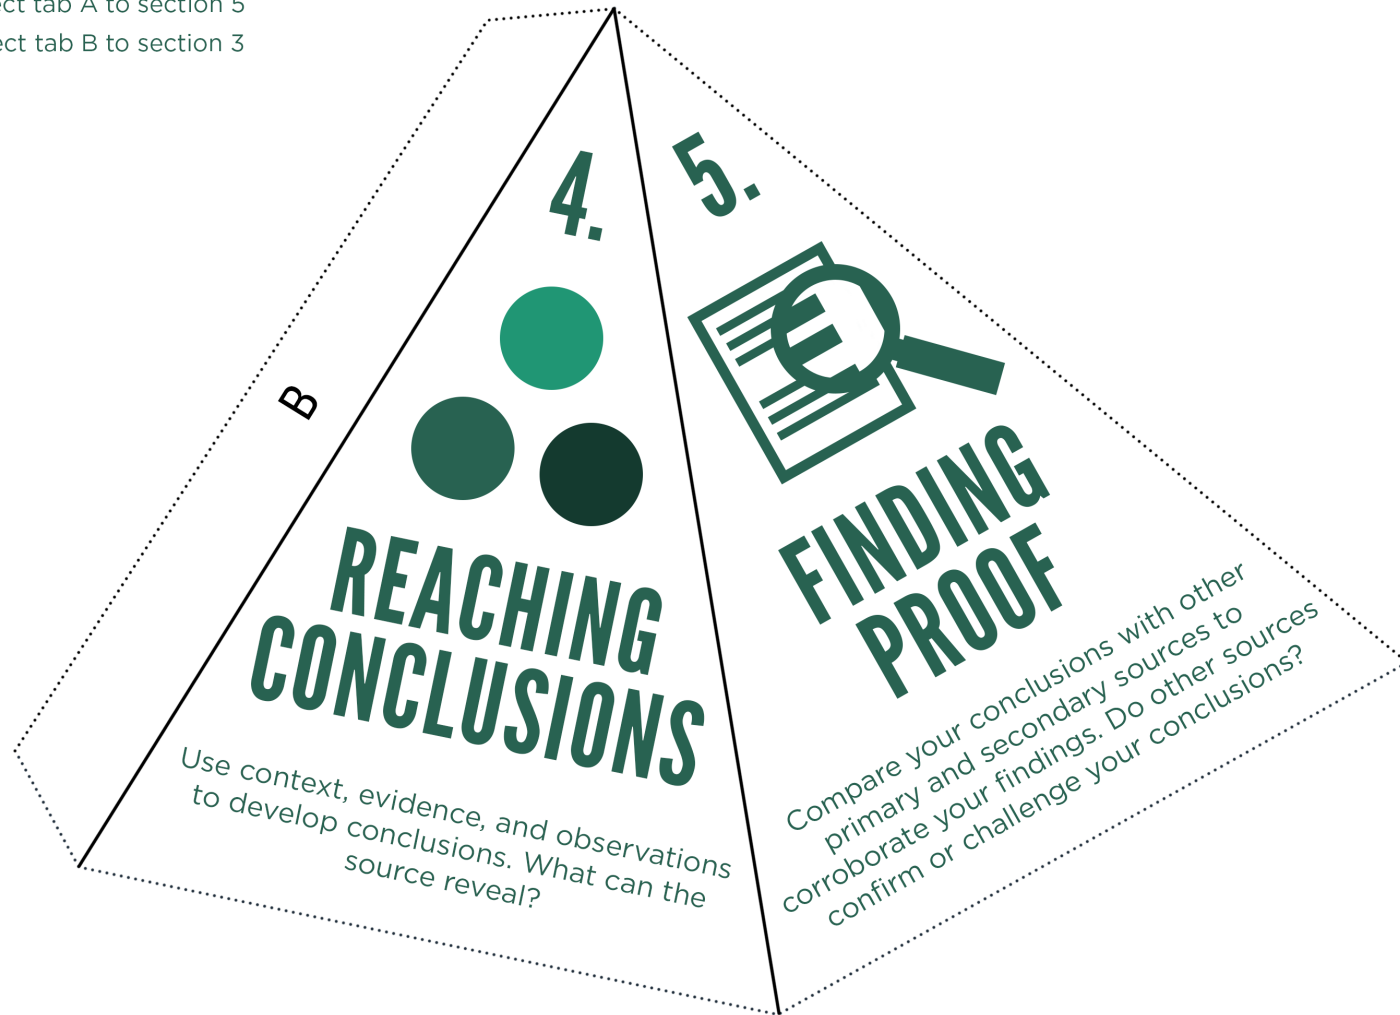 ect tab A to section 5
ect tab B to section 3
B
4.
REACHING
CONCLUSIONS
Use context, evidence, and observations
to develop conclusions. What can the
source reveal?
5.
FINDING
PROOF
Compare your conclusions with other
primary and secondary sources to
corroborate your findings. Do other sources
confirm or challenge your conclusions?